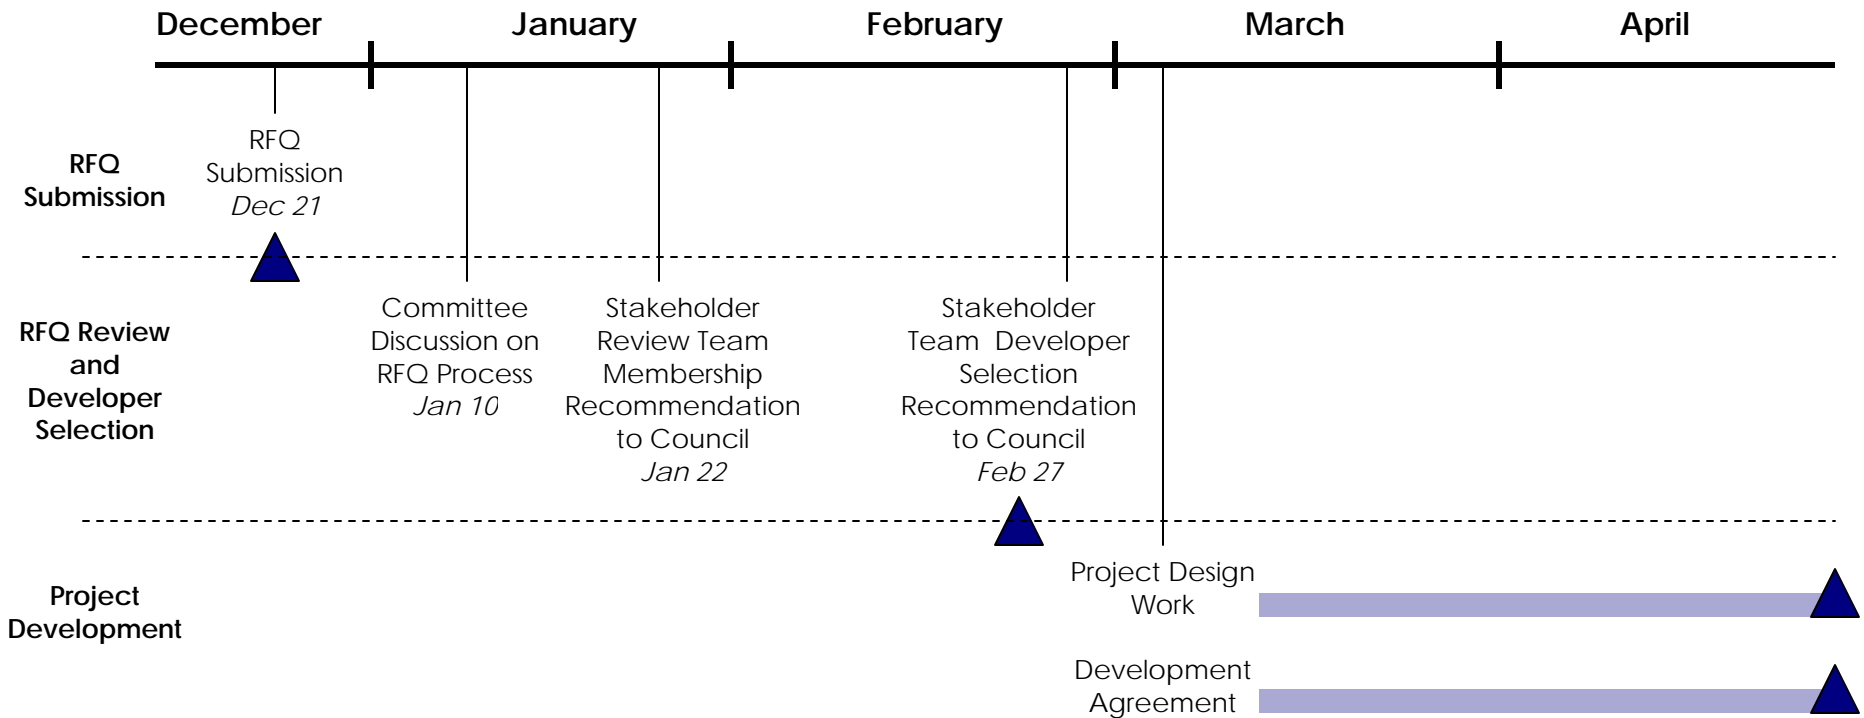 December
January
February
March
April
RFQ
Submission
RFQ
Submission
Dec 21
RFQ Review
and
Developer
Selection
Committee
Discussion on
RFQ Process
Jan 10
Stakeholder
Review Team
Membership
Recommendation
to Council
Jan 22
Stakeholder
Team Developer
Selection
Recommendation
to Council
Feb 27
Project
Development
Project Design
Work
Development
Agreement